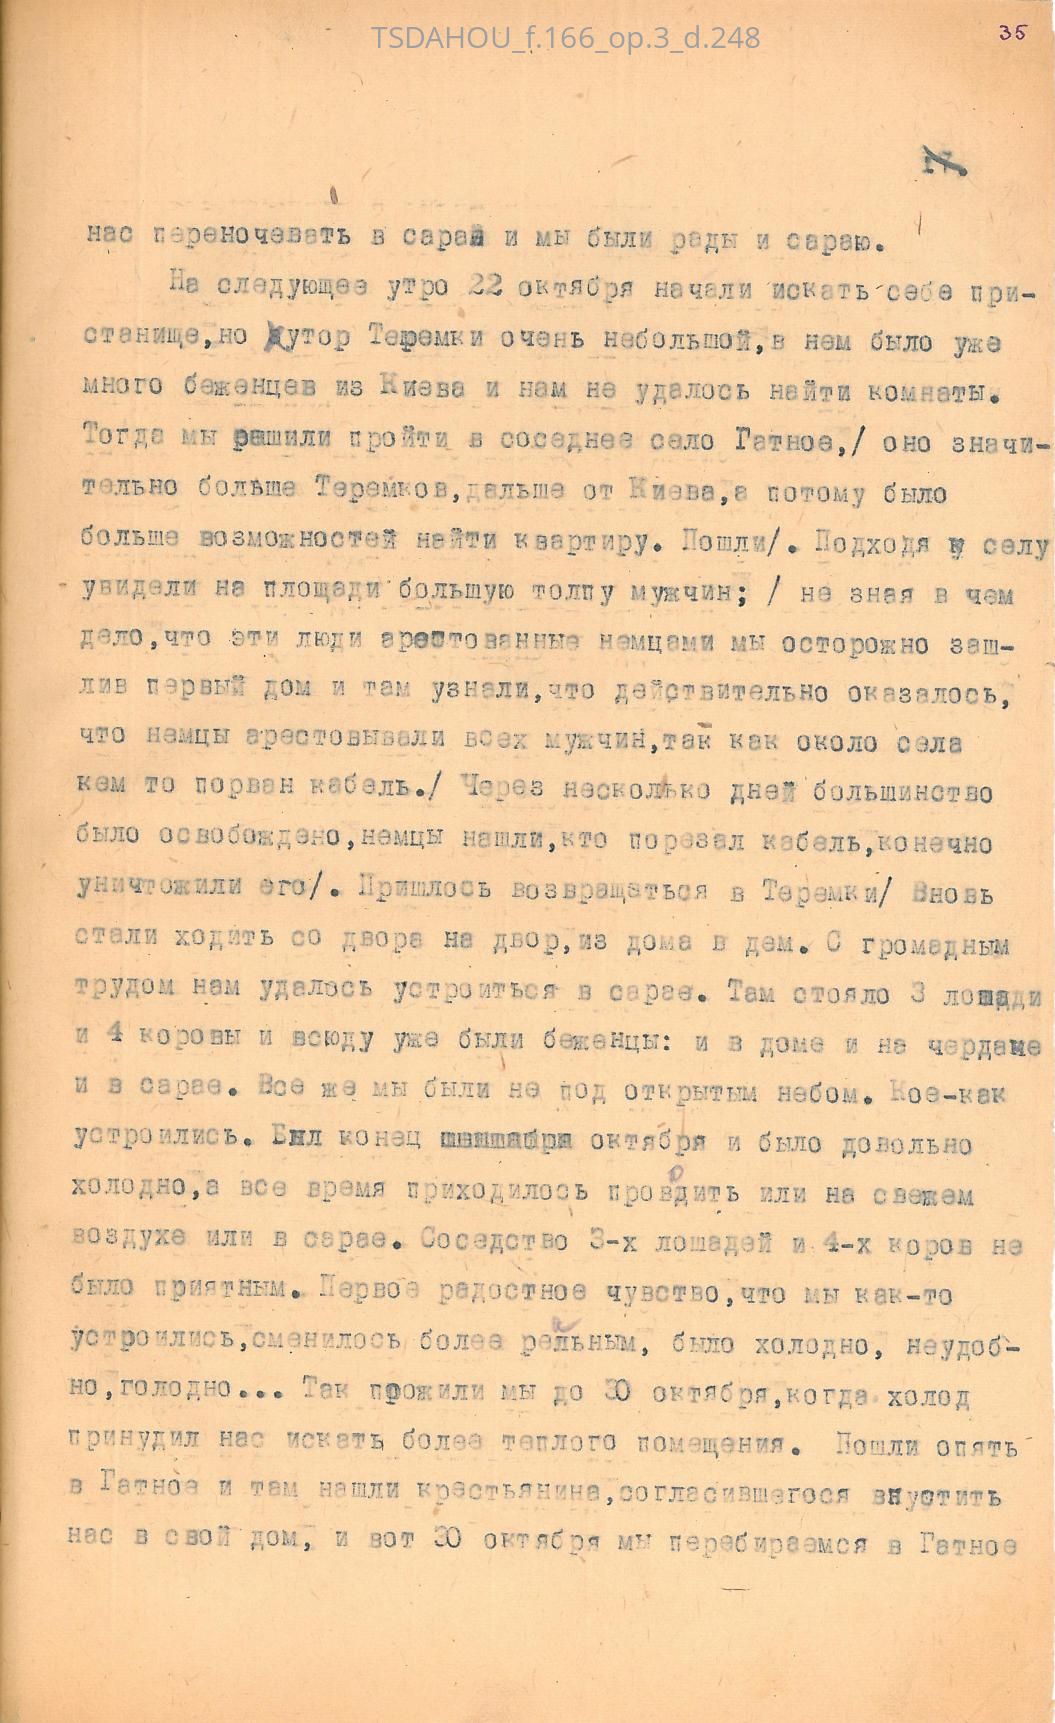 TSDAHOU_f.166_op.3_d.248
35
нас переночевать в сарай и мы были рады и сараю.
На следующее утро 22 октября начали искать себе при-
станище,но хутор Теремки очень небольшой,в нем было уже
много беженцев из Киева и нам не удалось найти комнаты.
Тогда мы решили пройти в соседнее село Гатное,/ оно значи-
тельно больше Теремков,дальше от Киева,а потому было
больше возможностей найти квартиру. Пошли/. Подходя к селу
увидели на площади большую толпу мужчин; / не зная в чем
дело,что эти люди арестованные немцами мы осторожно заш-
лив первый дом и там узнали,что действительно оказалось,
что немцы арестовывали всех мужчин,так как около села
кем то порван кабель./ Через несколько дней большинство
было освобождено,немцы нашли,кто порезал кабель,конечно
уничтожили его/. Пришлось возвращаться в Теремки/ Вновь
стали ходить со двора на двор,из дома в дем. С громадным
трудом нам удалось устроиться в сарае. Там стояло 3 лошади
и 4 коровы и всюду уже были беженцы: и в доме и на чердаке
и в сарае. Все же мы были не под открытым небом. Кое-как
устроились. Был конец октября и было довольно
холодно,а все время приходилось проводить или на свежем
воздухе или в сарае. Соседство 3-х лошадей и 4-х коров не
было приятным. Первое радостное чувство,что мы как-то
устроились,сменилось более реальным, было холодно, неудоб-
но,голодно... Так прожили мы до 30 октября,когда холод
принудил нас искать более теплого помещения. Пошли опять
в Гатное и там нашли крестьянина,согласившегося впустить
нас в свой дом, и вот 30 октября мы перебираемся в Гатное